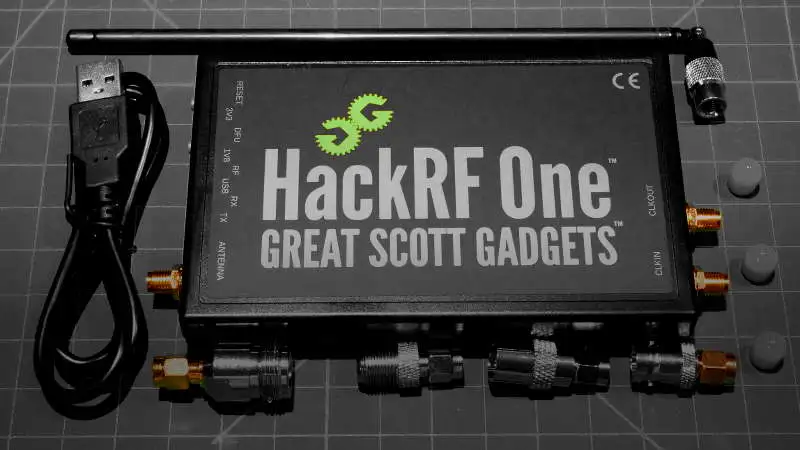 CE
HackRF One™
GREAT SCOTT GADGETS™
RESET
3V3
DFU
1V8
RF
USB
RX
TX
ANTENNA
CLKOUT
CLKIN